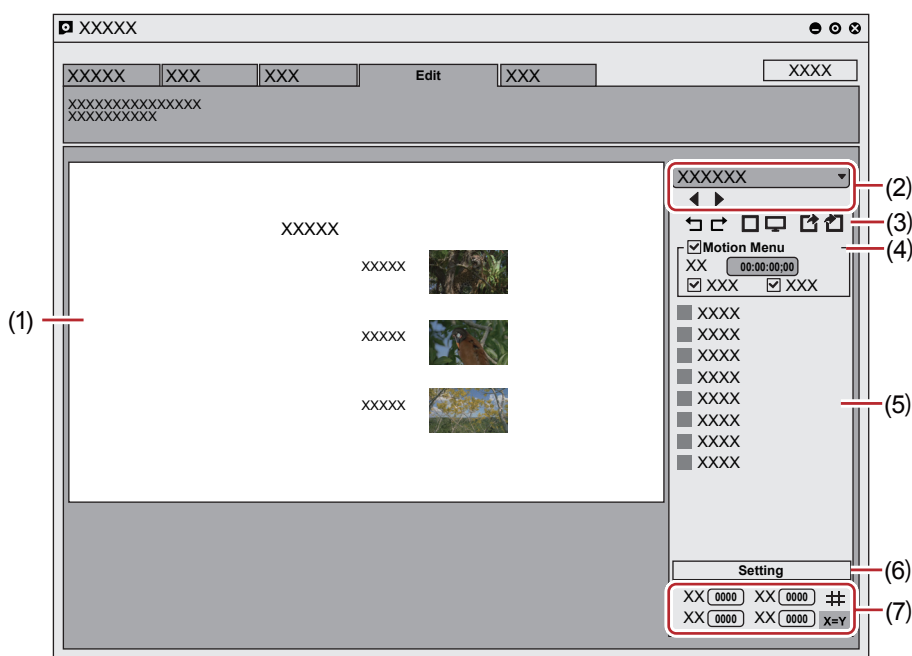 XXXXX
XXXXX XXX XXX Edit XXX XXXX
XXXXXXXXXXXXXXX
XXXXXXXXXX
XXXXXX
(2)
(3)
XXXXX
Motion Menu
(4)
XX 00:00:00;00
XXX XXX
XXXXX
XXXXX
XXXXX
(1)
XXXX
XXXX
XXXX
XXXX
XXXX
XXXX
XXXX
XXXX
(5)
Setting
(6)
XX 0000 XX 0000
XX 0000 XX 0000 X=Y
(7)